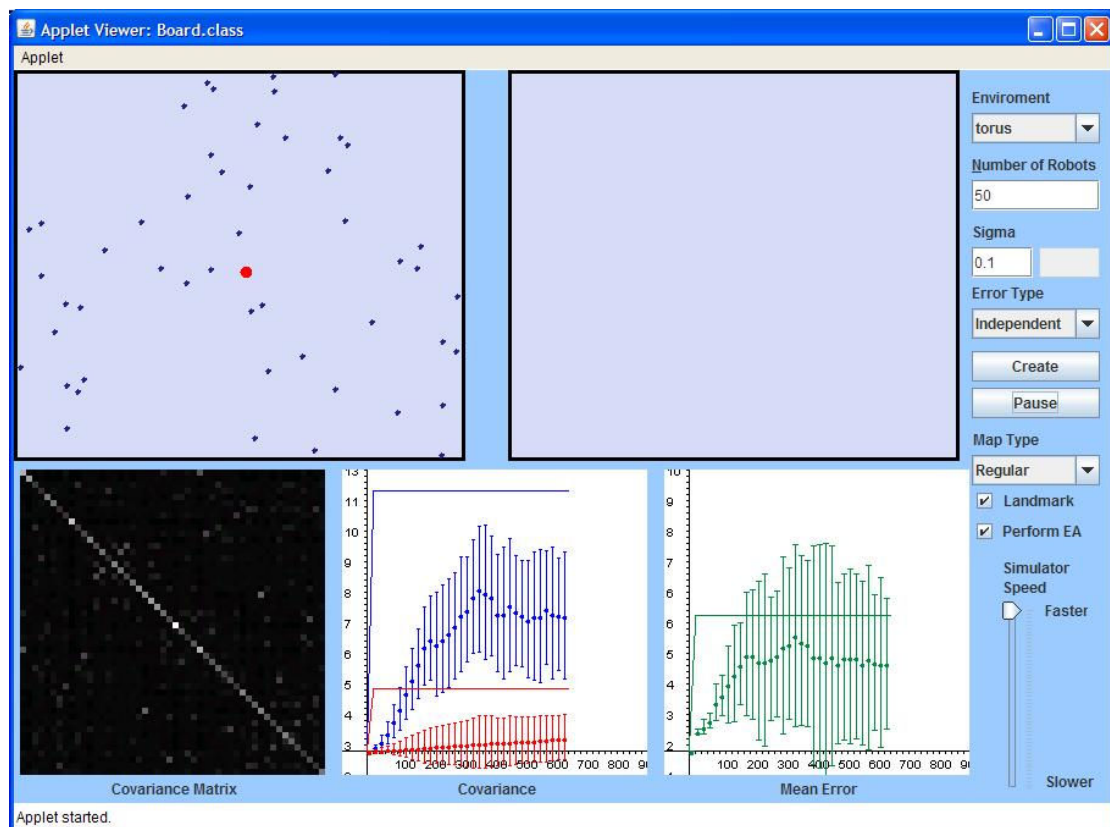 Applet Viewer: Board.class
Applet
Enviroment
torus
Number of Robots
50
Sigma
0.1
Error Type
Independent
Create
Pause
Map Type
Regular
Landmark
Perform EA
Simulator
Speed
Faster
Slower
13
11
10
9
8
7
6
5
4
3
100 200 300 400 500 600 700 800
10
9
8
7
6
5
4
3
2
100 200 300 400 500 600 700 800
Covariance Matrix
Covariance
Mean Error
Applet started.